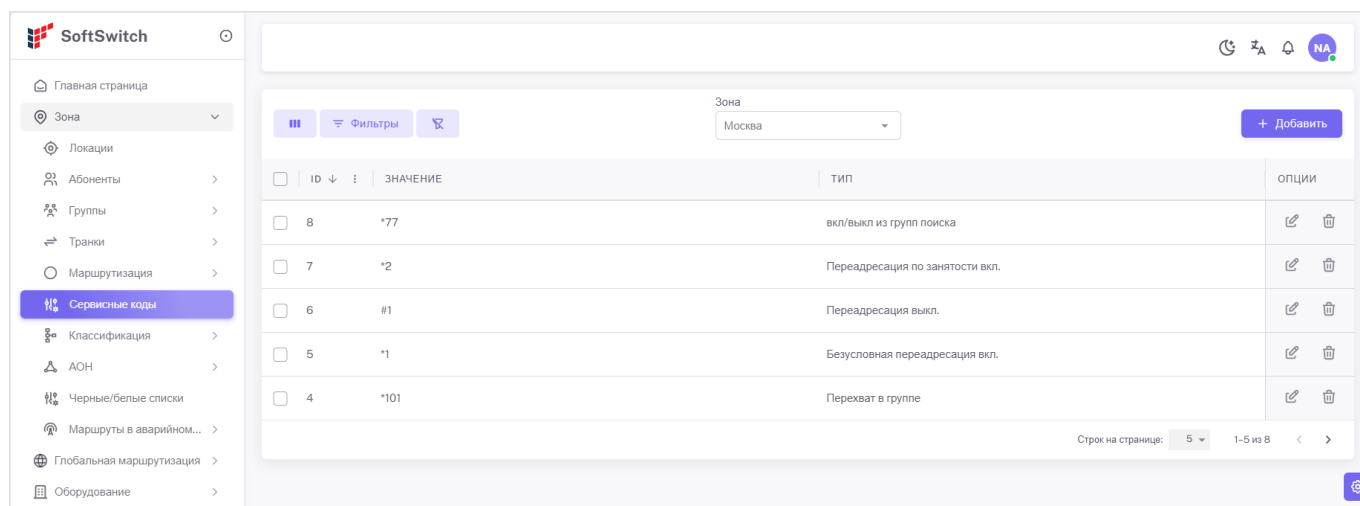 SoftSwitch
NA
Главная страница
Зона
Локации
Абоненты
Группы
Транки
Маршрутизация
Сервисные коды
Классификация
АОН
Черные/белые списки
Маршруты в аварийном...
Глобальная маршрутизация
Оборудование
Зона
Фильтры
Москва
+ Добавить
ID ЗНАЧЕНИЕ ТИП ОПЦИИ
8 *77 вкл/выкл из групп поиска
7 *2 Переадресация по занятости вкл.
6 #1 Переадресация выкл.
5 *1 Безусловная переадресация вкл.
4 *101 Перехват в группе
Строк на странице: 5 1-5 из 8